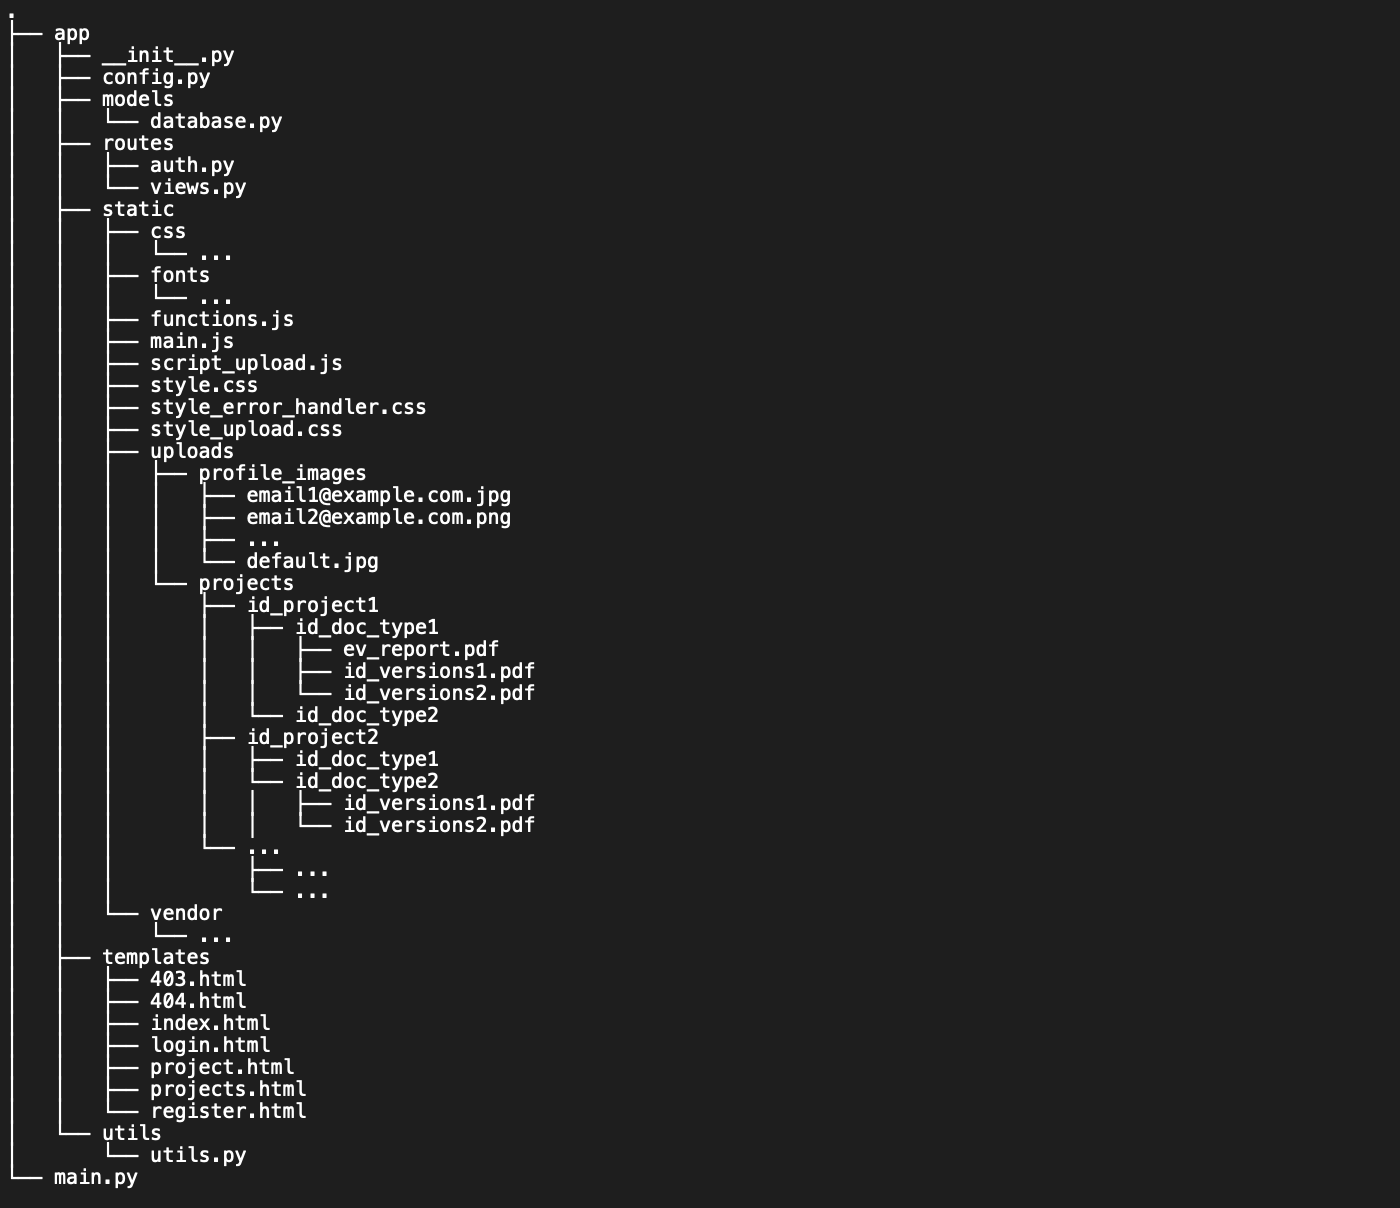 .
├── app
│   ├── __init__.py
│   ├── config.py
│   ├── models
│   │   └── database.py
│   ├── routes
│   │   ├── auth.py
│   │   └── views.py
│   ├── static
│   │   ├── css
│   │   │   └── ...
│   │   ├── fonts
│   │   │   └── ...
│   │   ├── functions.js
│   │   ├── main.js
│   │   ├── script_upload.js
│   │   ├── style.css
│   │   ├── style_error_handler.css
│   │   ├── style_upload.css
│   │   ├── uploads
│   │   │   ├── profile_images
│   │   │   │   ├── email1@example.com.jpg
│   │   │   │   ├── email2@example.com.png
│   │   │   │   ├── ...
│   │   │   │   └── default.jpg
│   │   │   └── projects
│   │   │       ├── id_project1
│   │   │       │   ├── id_doc_type1
│   │   │       │   │   ├── ev_report.pdf
│   │   │       │   │   ├── id_versions1.pdf
│   │   │       │   │   └── id_versions2.pdf
│   │   │       │   └── id_doc_type2
│   │   │       ├── id_project2
│   │   │       │   ├── id_doc_type1
│   │   │       │   └── id_doc_type2
│   │   │       │   │   ├── id_versions1.pdf
│   │   │       │   │   └── id_versions2.pdf
│   │   │       └── ...
│   │   │           ├── ...
│   │   │           └── ...
│   │   └── vendor
│   │       └── ...
│   ├── templates
│   │   ├── 403.html
│   │   ├── 404.html
│   │   ├── index.html
│   │   ├── login.html
│   │   ├── project.html
│   │   ├── projects.html
│   │   └── register.html
│   └── utils
│       └── utils.py
└── main.py